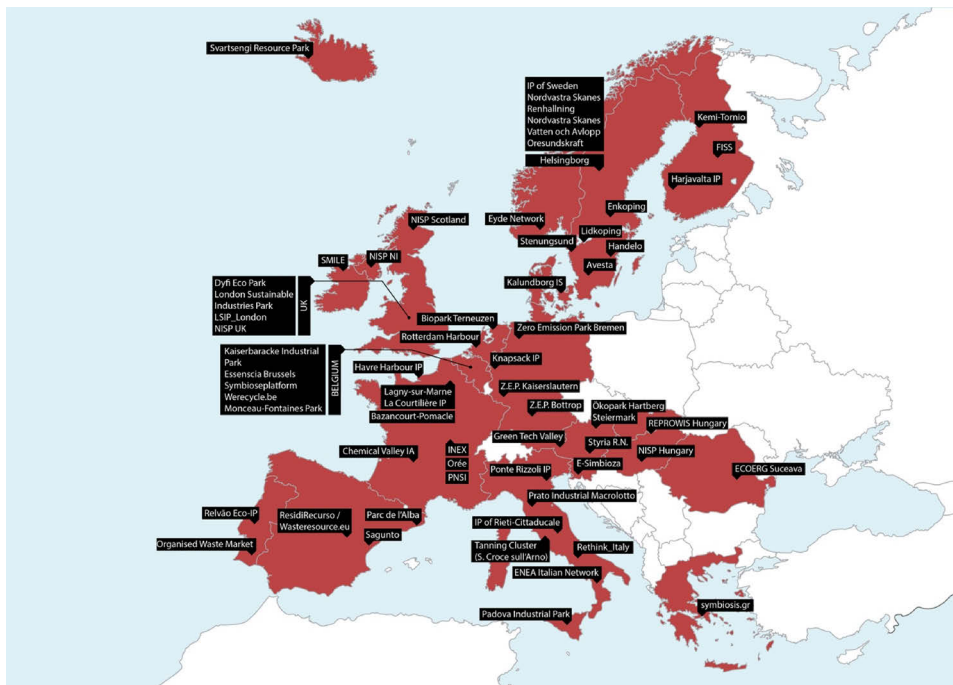 Svartsengi Resource Park
IP of Sweden
Nordvastra Skanes
Renhallning
Nordvastra Skanes
Vatten och Avlopp
Oresundskraft
Helsingborg
Kemi-Tornio
FISS
Harjavalta IP
Enkoping
NISP Scotland
Eyde Network
Lidkoping
Stenungsund
Handelo
SMILE
NISP NI
Avesta
Kalundborg IS
Dyfi Eco Park
London Sustainable
Industries Park
LSIP_London
NISP UK
UK
Biopark Terneuzen
Zero Emission Park Bremen
Rotterdam Harbour
Kaiserbaracke Industrial
Park
Essenscia Brussels
Symbioseplatform
Werecycle.be
Monceau-Fontaines Park
BELGIUM
Knapsack IP
Havre Harbour IP
Lagny-sur-Marne
La Courtilière IP
Bazancourt-Pomacle
Z.E.P. Kaiserslautern
Z.E.P. Bottrop
Ökopark Hartberg
Steiermark
REPROWIS Hungary
Green Tech Valley
Styria R.N.
NISP Hungary
Chemical Valley IA
INEX
Orée
PNSI
Ponte Rizzoli IP
E-Simbioza
ECOERG Suceava
Prato Industrial Macrolotto
Relvão Eco-IP
ResidiRecurso /
Wasteresource.eu
Parc de l'Alba
Sagunto
IP of Rieti-Cittaducale
Organised Waste Market
Tanning Cluster
(S. Croce sull'Arno)
Rethink_Italy
ENEA Italian Network
Padova Industrial Park
symbiosis.gr